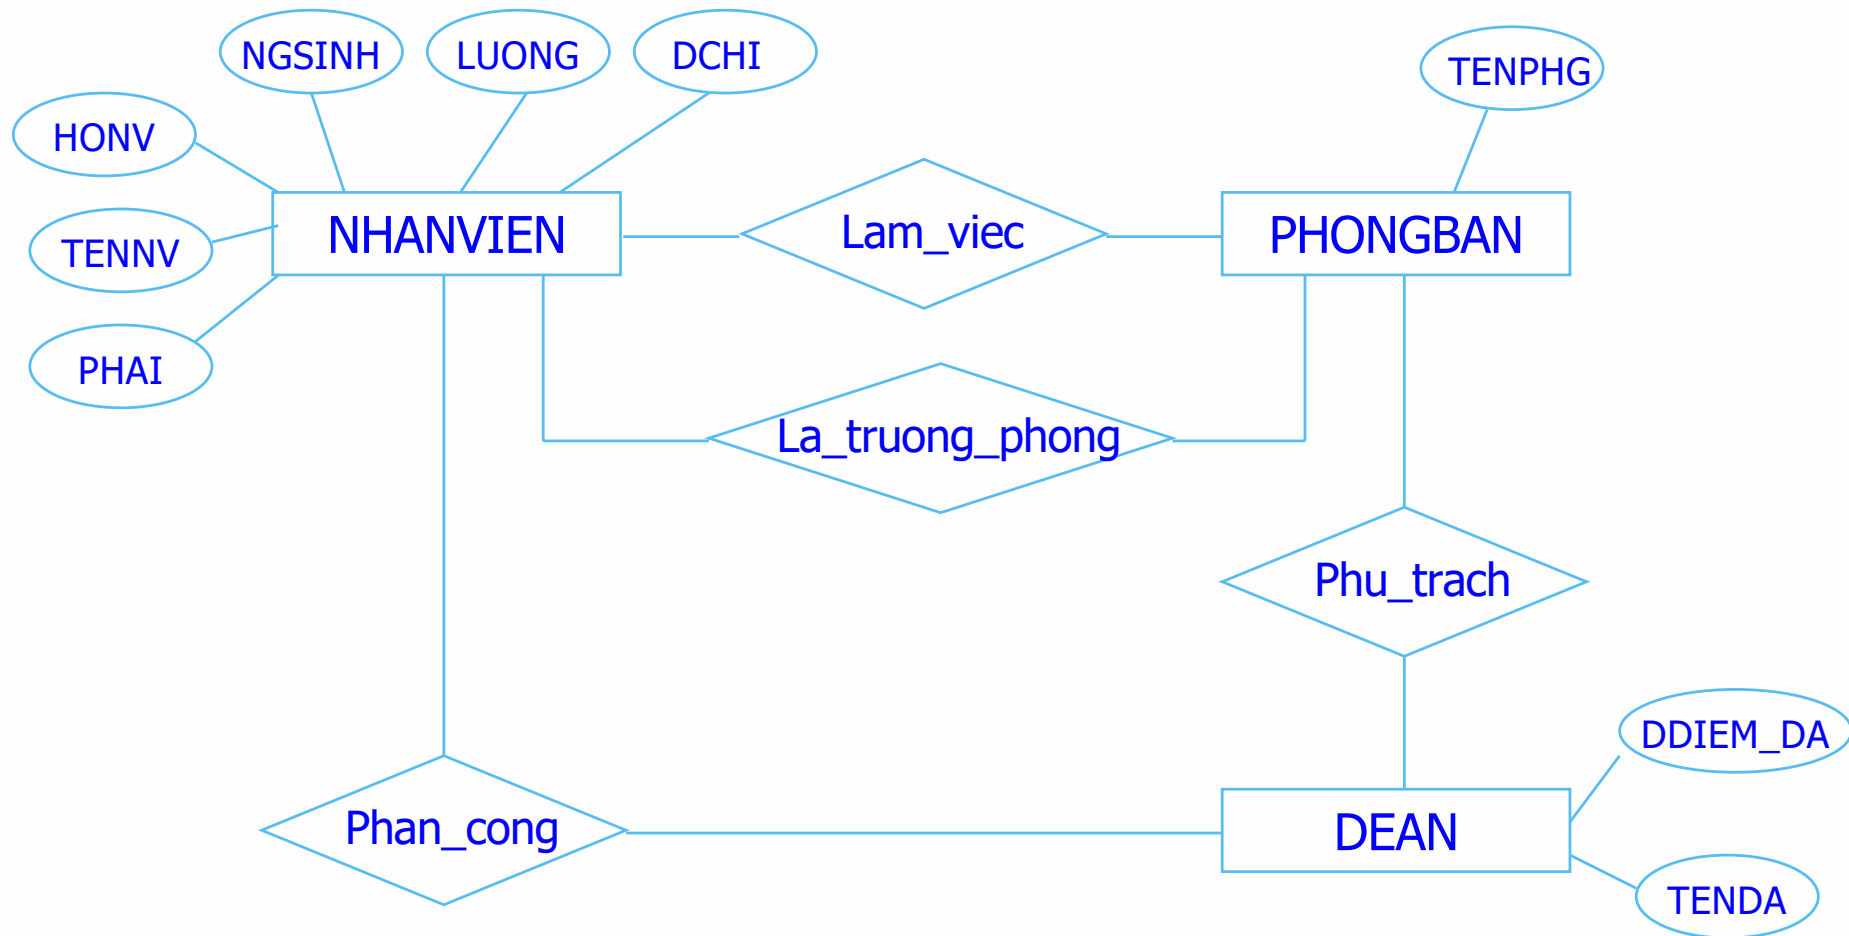 NGSINH
LUONG
DCHI
TENPHG
HONV
NHANVIEN
Lam_viec
PHONGBAN
TENNV
PHAI
La_truong_phong
Phu_trach
DDIEM_DA
Phan_cong
DEAN
TENDA